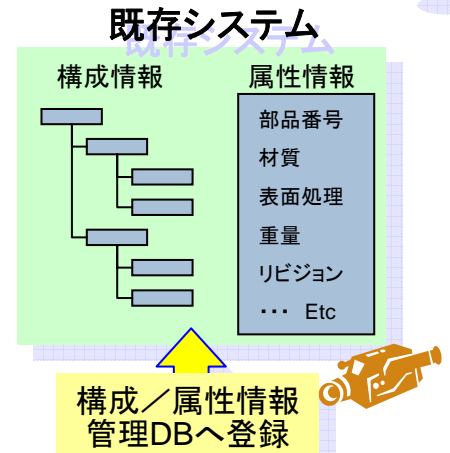 既存システム
構成情報
属性情報
部品番号
材質
表面処理
重量
リビジョン
・・・ Etc
構成／属性情報
管理DBへ登録